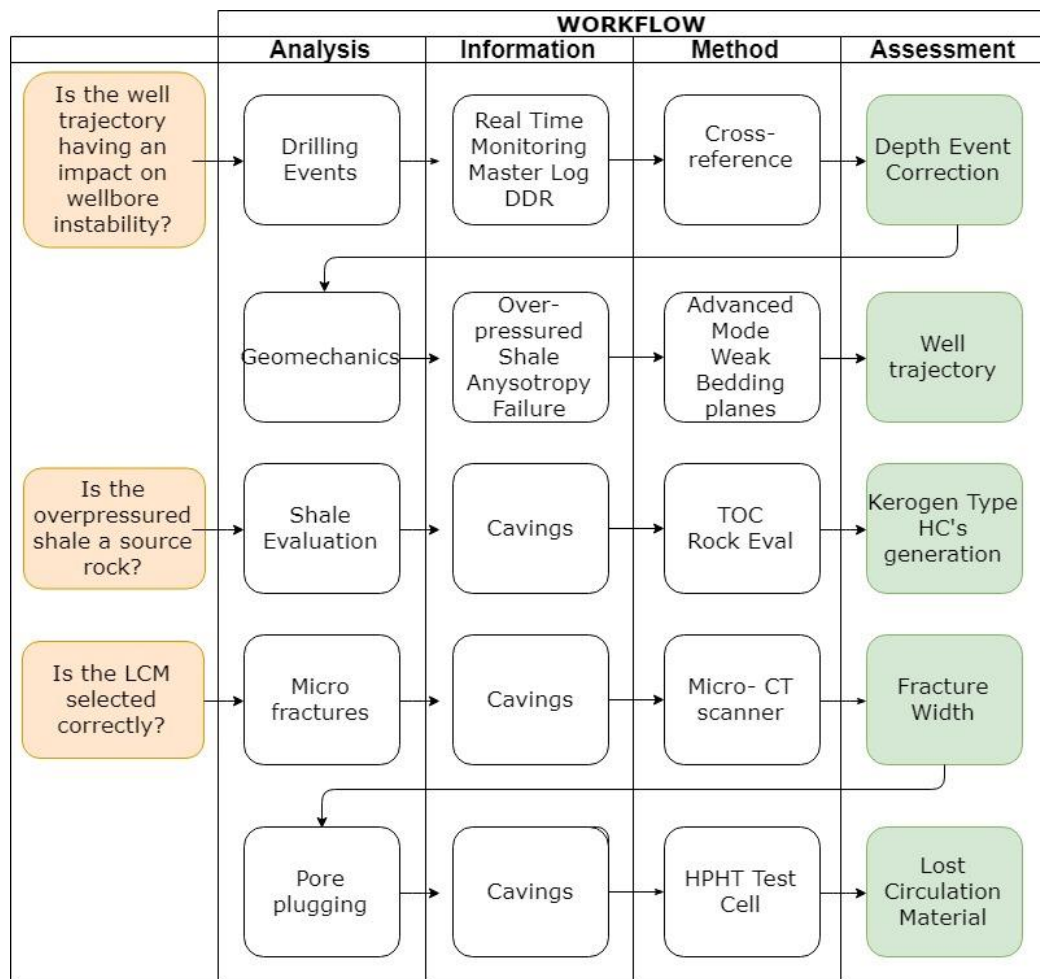 WORKFLOW
Analysis
Information
Method
Assessment
Is the well
trajectory
having an
impact on
wellbore
instability?
Drilling
Events
Real Time
Monitoring
Master Log
DDR
Cross-
reference
Depth Event
Correction
Geomechanics
Over-
pressured
Shale
Anysotropy
Failure
Advanced
Mode
Weak
Bedding
planes
Well
trajectory
Is the
overpressured
shale a source
rock?
Shale
Evaluation
Cavings
TOC
Rock Eval
Kerogen Type
HC's
generation
Is the LCM
selected
correctly?
Micro
fractures
Cavings
Micro- CT
scanner
Fracture
Width
Pore
plugging
Cavings
HPHT Test
Cell
Lost
Circulation
Material